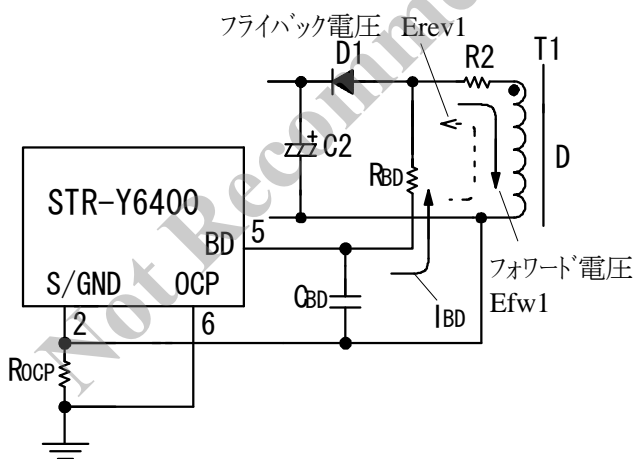 フライバック電圧 Erev1
T1
D1
R2
C2
D
RBD
STR-Y6400
BD
5
フォワード電圧
Efw1
S/GND
OCP
CBD
IBD
2
6
ROCP
Not Recomme